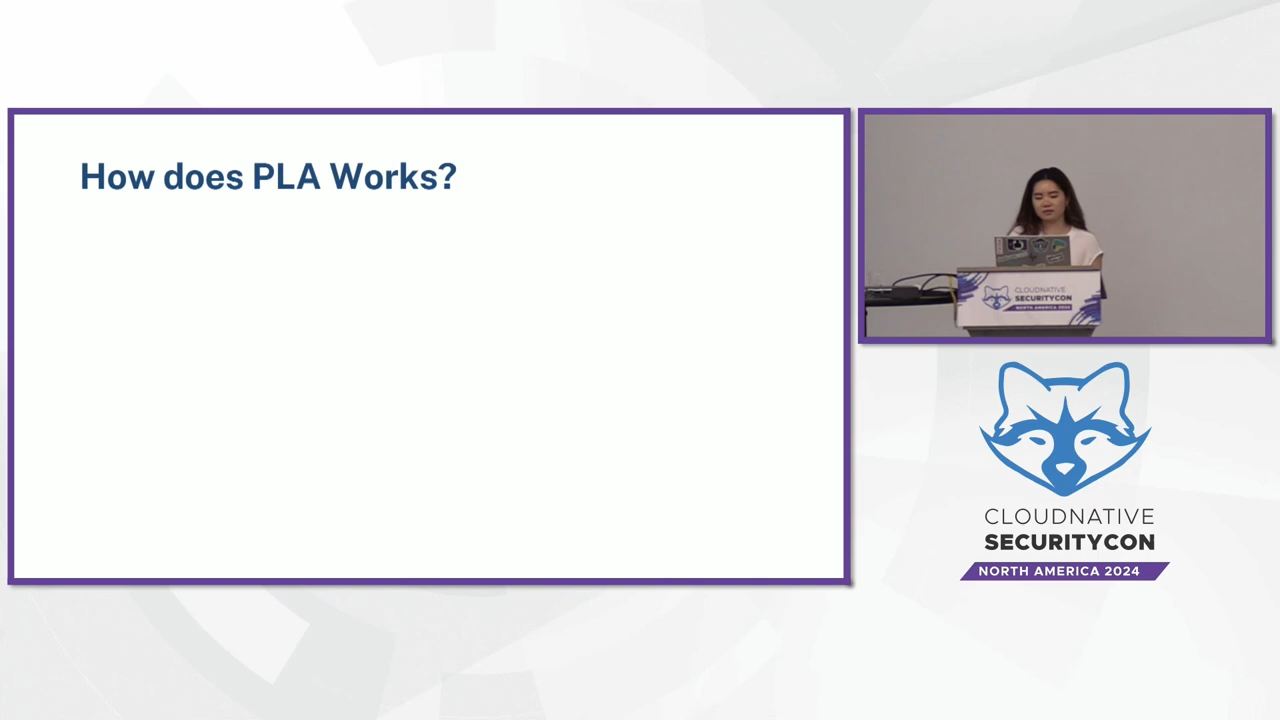 How does PLA Works?
CLOUDNATIVE
SECURITYCON
NORTH AMERICA 2024
CLOUDNATIVE
SECURITYCON
NORTH AMERICA 2024